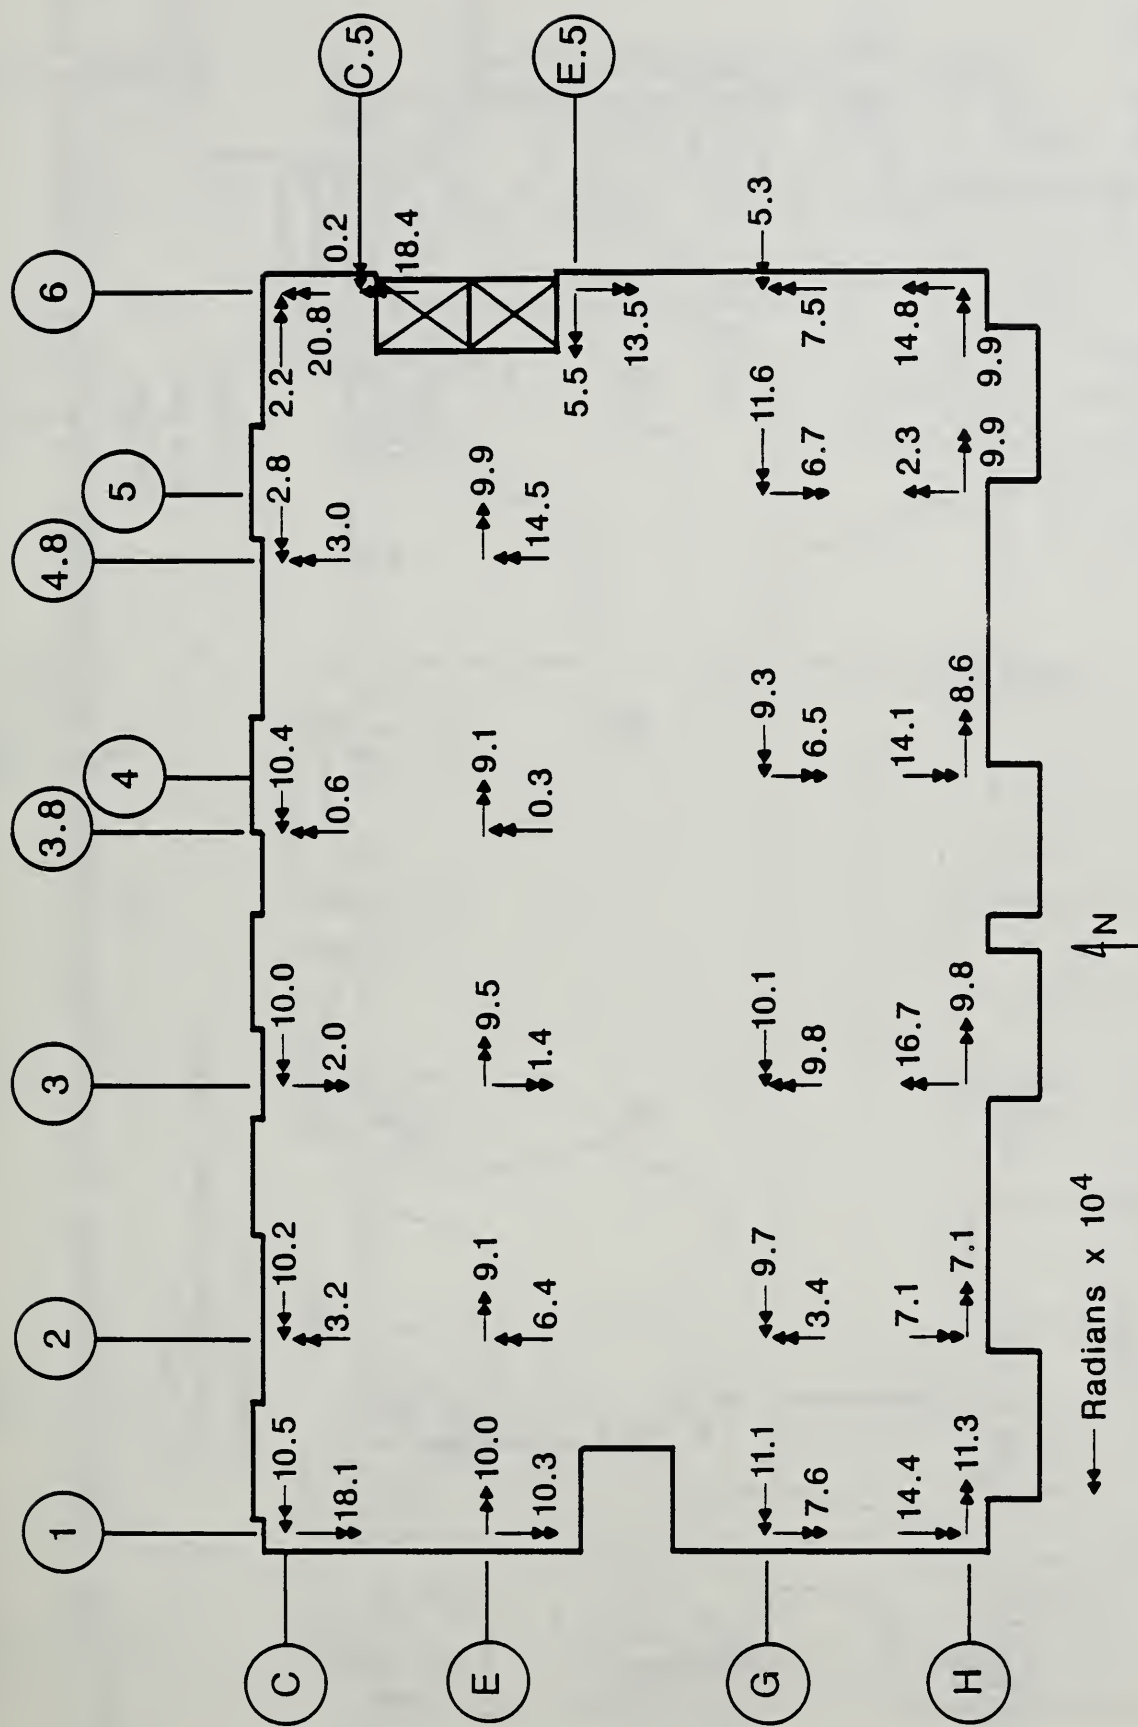 1 2 3 3.8 4.8 6
4 5
C 10.5 10.2 10.0 10.4 2.8 2.2
18.1 3.2 2.0 0.6 3.0 20.8 0.2 C.5
18.4
E 10.0 9.1 9.5 9.1 9.9
10.3 6.4 1.4 0.3 14.5 5.5 E.5
13.5
G 11.1 9.7 10.1 9.3 11.6 5.3
7.6 3.4 9.8 6.5 6.7 7.5
14.4 7.1 16.7 14.1 2.3 14.8
H 11.3 7.1 9.8 8.6 9.9 9.9
Radians x 10⁴ N